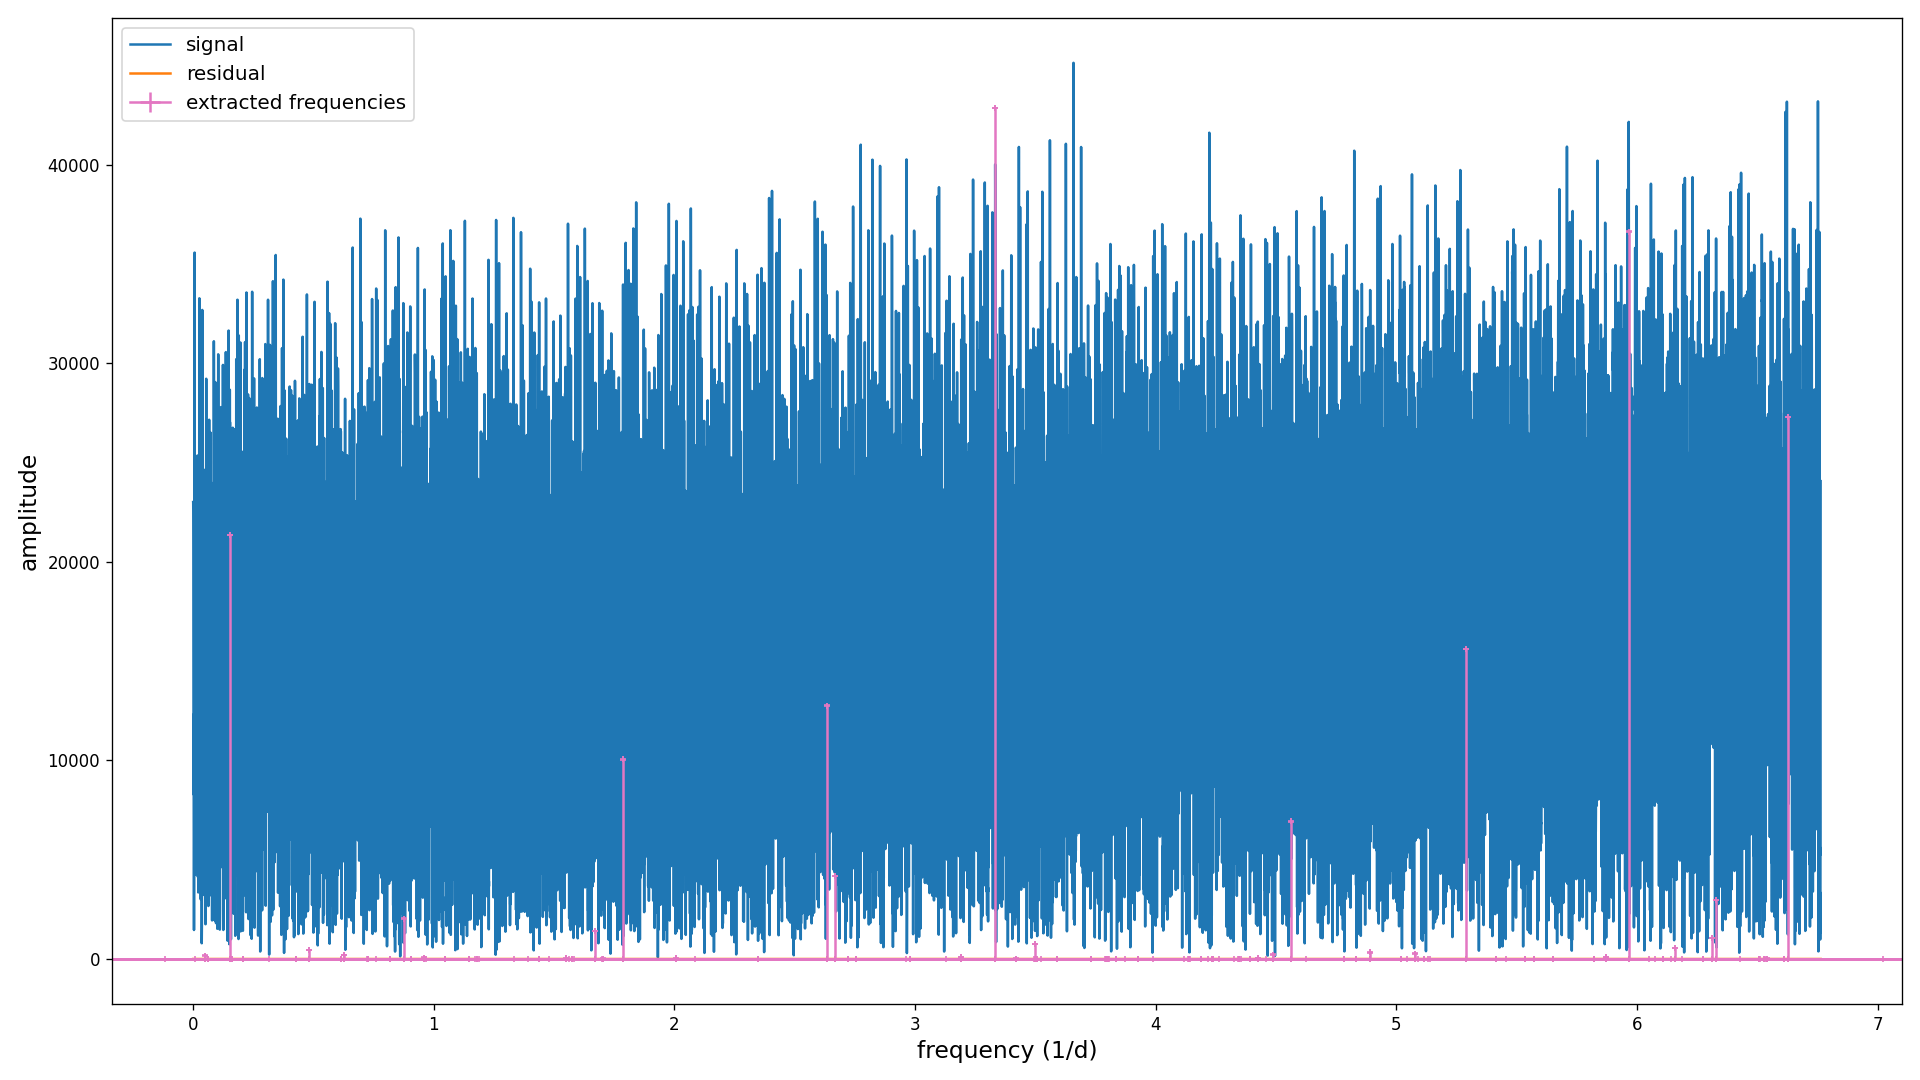 signal
residual
extracted frequencies
amplitude
40000
30000
20000
10000
0
0 1 2 3 4 5 6 7
frequency (1/d)